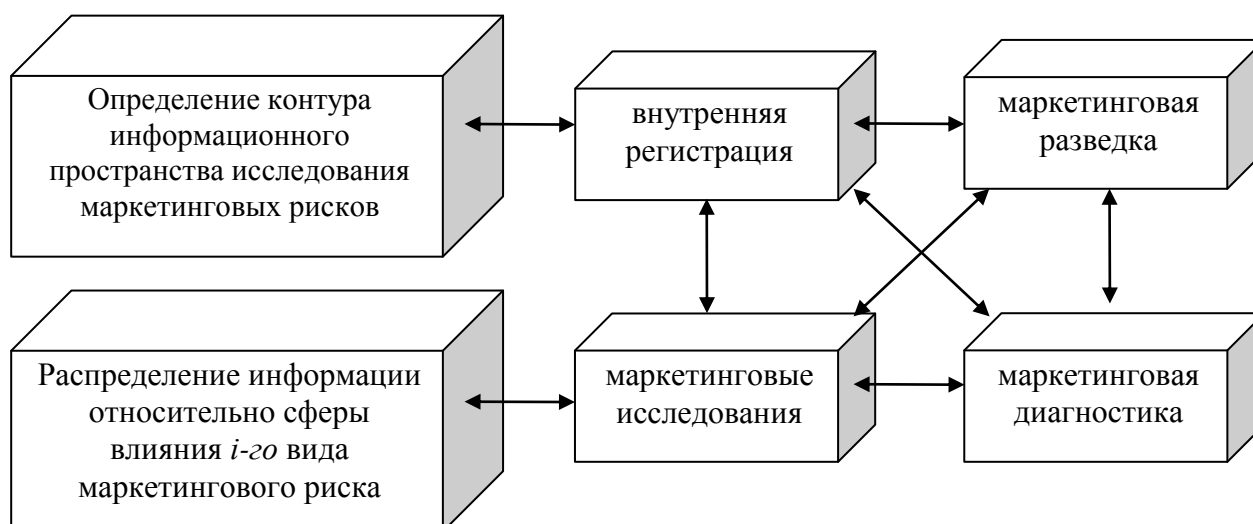 Определение контура
информационного
пространства исследования
маркетинговых рисков
внутренняя
регистрация
маркетинговая
разведка
Распределение информации
относительно сферы
влияния i-го вида
маркетингового риска
маркетинговые
исследования
маркетинговая
диагностика